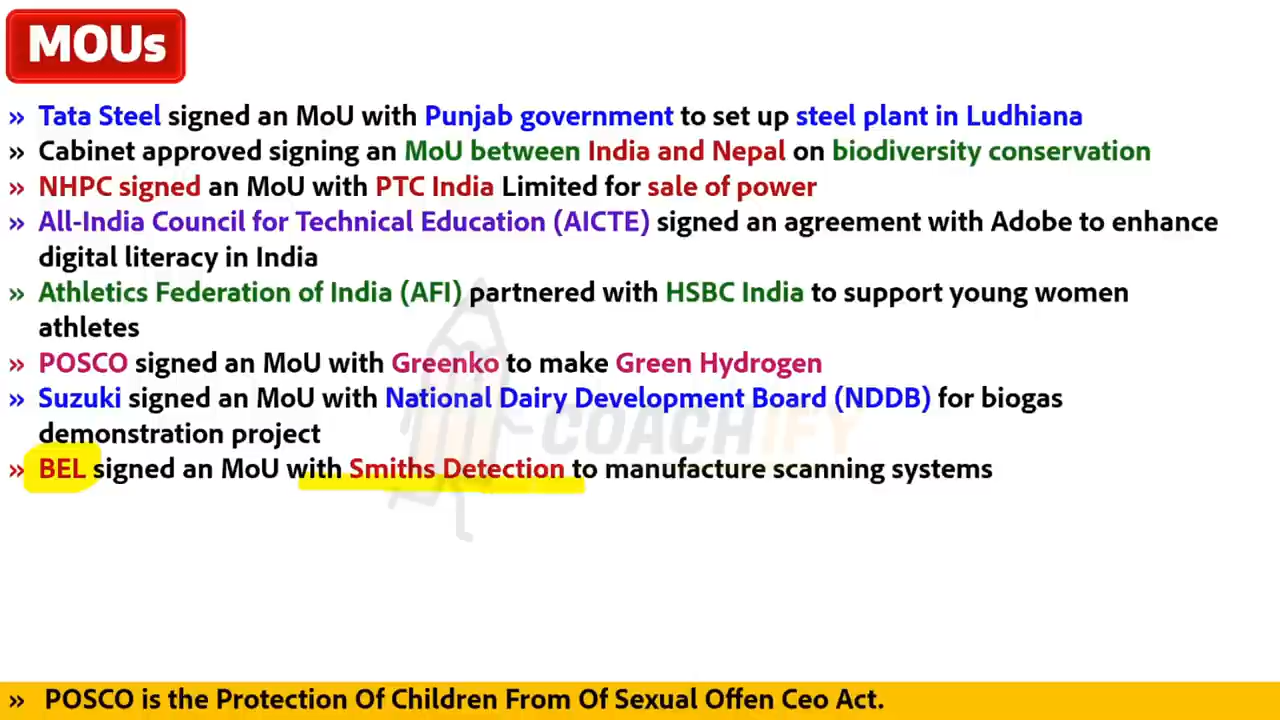 MOUs
» Tata Steel signed an MoU with Punjab government to set up steel plant in Ludhiana
» Cabinet approved signing an MoU between India and Nepal on biodiversity conservation
» NHPC signed an MoU with PTC India Limited for sale of power
» All-India Council for Technical Education (AICTE) signed an agreement with Adobe to enhance
digital literacy in India
» Athletics Federation of India (AFI) partnered with HSBC India to support young women
athletes
» POSCO signed an MoU with Greenko to make Green Hydrogen
» Suzuki signed an MoU with National Dairy Development Board (NDDB) for biogas
demonstration project
COACHIFY
» BEL signed an MoU with Smiths Detection to manufacture scanning systems
» POSCO is the Protection Of Children From Of Sexual Offen Ceo Act.